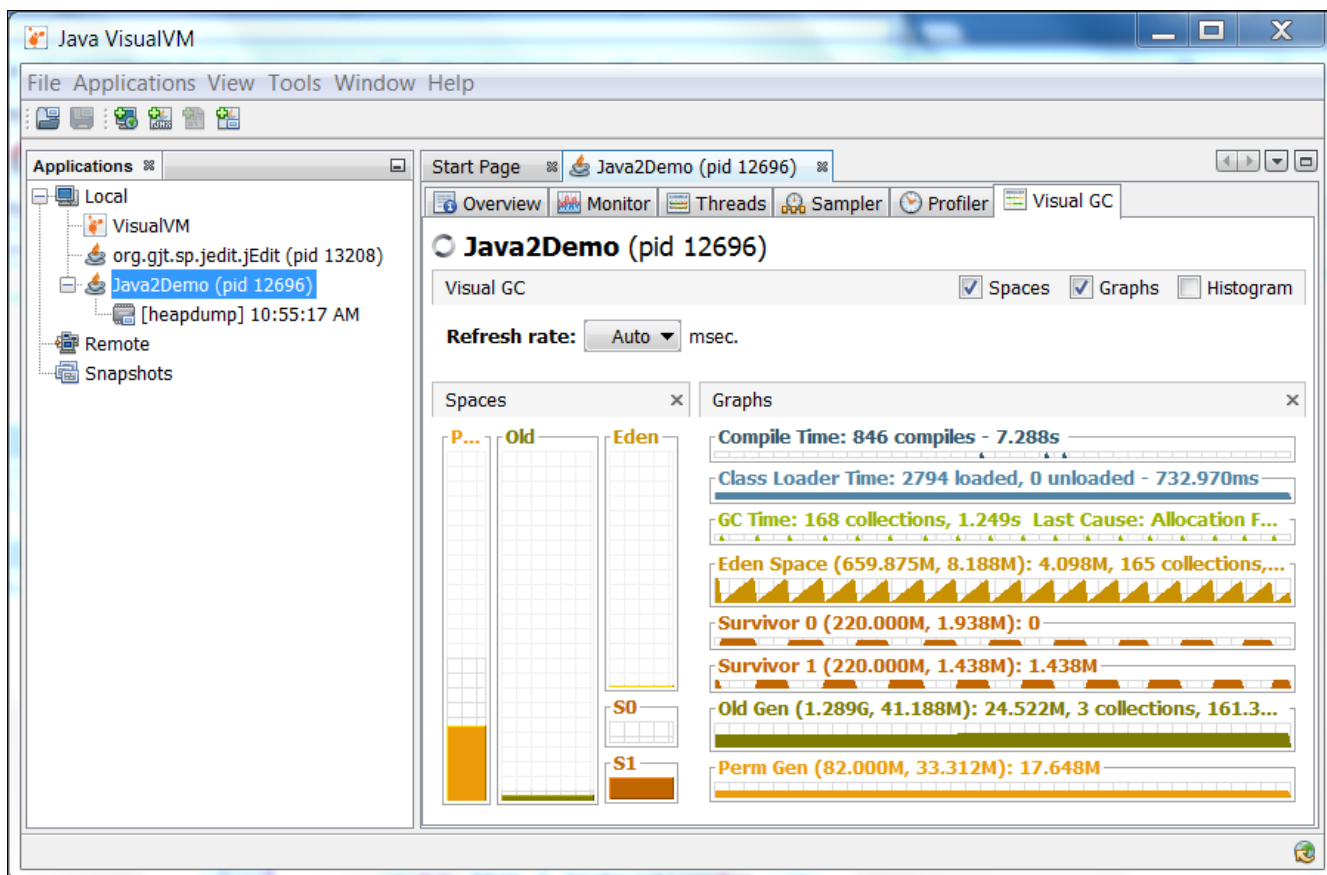 Java VisualVM
File Applications View Tools Window Help
Applications
Local
VisualVM
org.gjt.sp.jedit.jEdit (pid 13208)
Java2Demo (pid 12696)
[heapdump] 10:55:17 AM
Remote
Snapshots
Start Page Java2Demo (pid 12696)
Overview Monitor Threads Sampler Profiler Visual GC
Java2Demo (pid 12696)
Visual GC Spaces Graphs Histogram
Refresh rate: Auto msec.
Spaces
P... Old Eden
S0
S1
Graphs
Compile Time: 846 compiles - 7.288s
Class Loader Time: 2794 loaded, 0 unloaded - 732.970ms
GC Time: 168 collections, 1.249s Last Cause: Allocation F...
Eden Space (659.875M, 8.188M): 4.098M, 165 collections,...
Survivor 0 (220.000M, 1.938M): 0
Survivor 1 (220.000M, 1.438M): 1.438M
Old Gen (1.289G, 41.188M): 24.522M, 3 collections, 161.3...
Perm Gen (82.000M, 33.312M): 17.648M